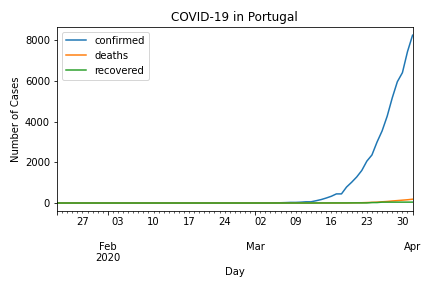 COVID-19 in Portugal
confirmed
deaths
recovered
Number of Cases
8000
6000
4000
2000
0
27 03 10 17 24 02 09 16 23 30
Feb Mar Apr
2020
Day